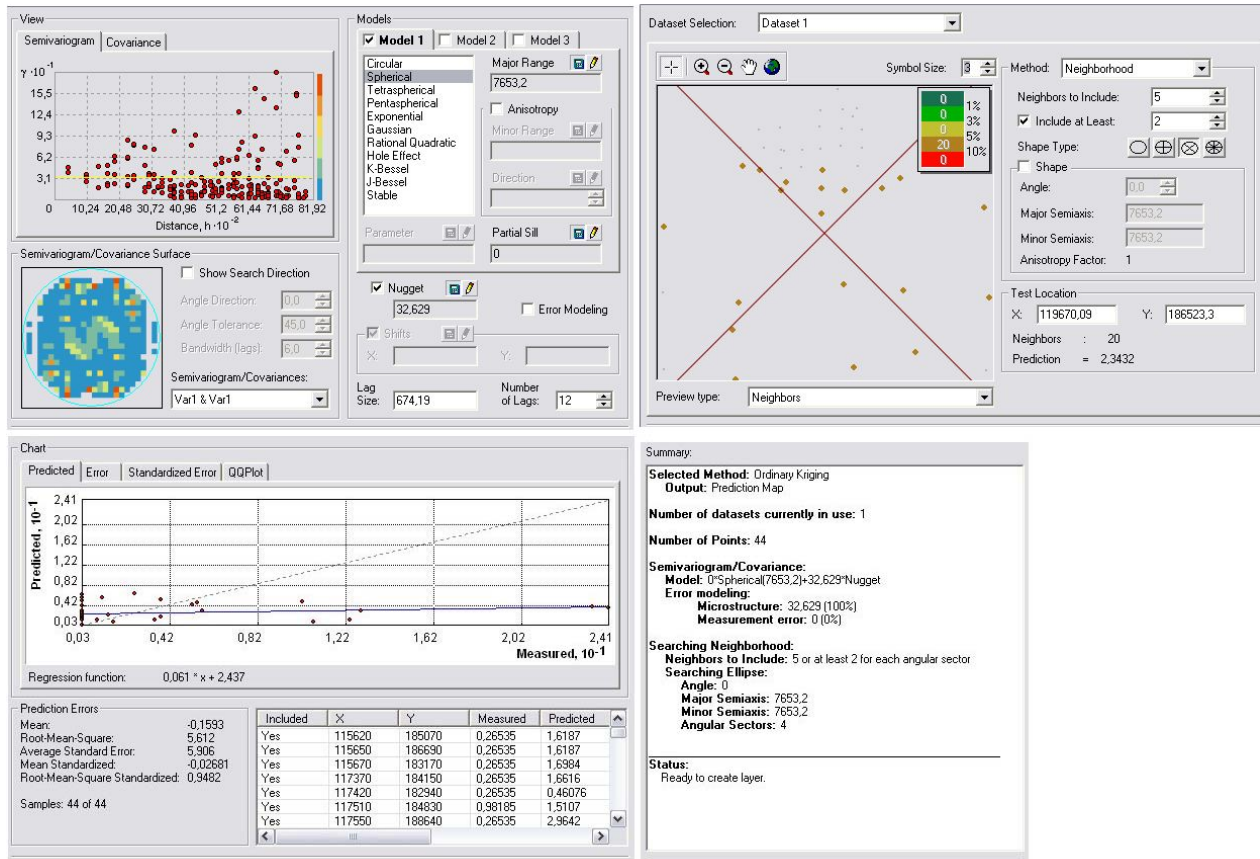 View
Semivariogram Covariance
γ ·10⁻¹
15,5
12,4
9,3
6,2
3,1
0 10,24 20,48 30,72 40,96 51,2 61,44 71,68 81,92
Distance, h ·10⁻²
Semivariogram/Covariance Surface
Show Search Direction
Angle Direction: 0,0
Angle Tolerance: 45,0
Bandwidth (lags): 6,0
Semivariogram/Covariances:
Var1 & Var1
Models
Model 1 Model 2 Model 3
Circular
Spherical
Tetraspherical
Pentaspherical
Exponential
Gaussian
Rational Quadratic
Hole Effect
K-Bessel
J-Bessel
Stable
Major Range
7653,2
Anisotropy
Minor Range
Direction
Parameter
Partial Sill
0
Nugget
32,629
Error Modeling
Shifts
X: Y:
Lag Size: 674,19
Number of Lags: 12
Dataset Selection: Dataset 1
Symbol Size: 3
0
0
0
20
0
1%
3%
5%
10%
Preview type: Neighbors
Method: Neighborhood
Neighbors to Include: 5
Include at Least: 2
Shape Type:
Shape
Angle: 0,0
Major Semiaxis: 7653,2
Minor Semiaxis: 7653,2
Anisotropy Factor: 1
Test Location
X: 119670,09 Y: 186523,3
Neighbors : 20
Prediction = 2,3432
Chart
Predicted Error Standardized Error QQPlot
Predicted, 10⁻¹
2,41
2,02
1,62
1,22
0,82
0,42
0,03
0,03 0,42 0,82 1,22 1,62 2,02 2,41
Measured, 10⁻¹
Regression function: 0,061 * x + 2,437
Prediction Errors
Mean: -0,1593
Root-Mean-Square: 5,612
Average Standard Error: 5,906
Mean Standardized: -0,02681
Root-Mean-Square Standardized: 0,9482
Samples: 44 of 44
Included X Y Measured Predicted
Yes 115620 185070 0,26535 1,6187
Yes 115650 186690 0,26535 1,6187
Yes 115670 183170 0,26535 1,6984
Yes 117370 184150 0,26535 1,6616
Yes 117420 182940 0,26535 0,46076
Yes 117510 184830 0,98185 1,5107
Yes 117550 188640 0,26535 2,9642
Summary:
Selected Method: Ordinary Kriging
Output: Prediction Map
Number of datasets currently in use: 1
Number of Points: 44
Semivariogram/Covariance:
Model: 0*Spherical(7653,2)+32,629*Nugget
Error modeling:
Microstructure: 32,629 (100%)
Measurement error: 0 (0%)
Searching Neighborhood:
Neighbors to Include: 5 or at least 2 for each angular sector
Searching Ellipse:
Angle: 0
Major Semiaxis: 7653,2
Minor Semiaxis: 7653,2
Angular Sectors: 4
Status:
Ready to create layer.